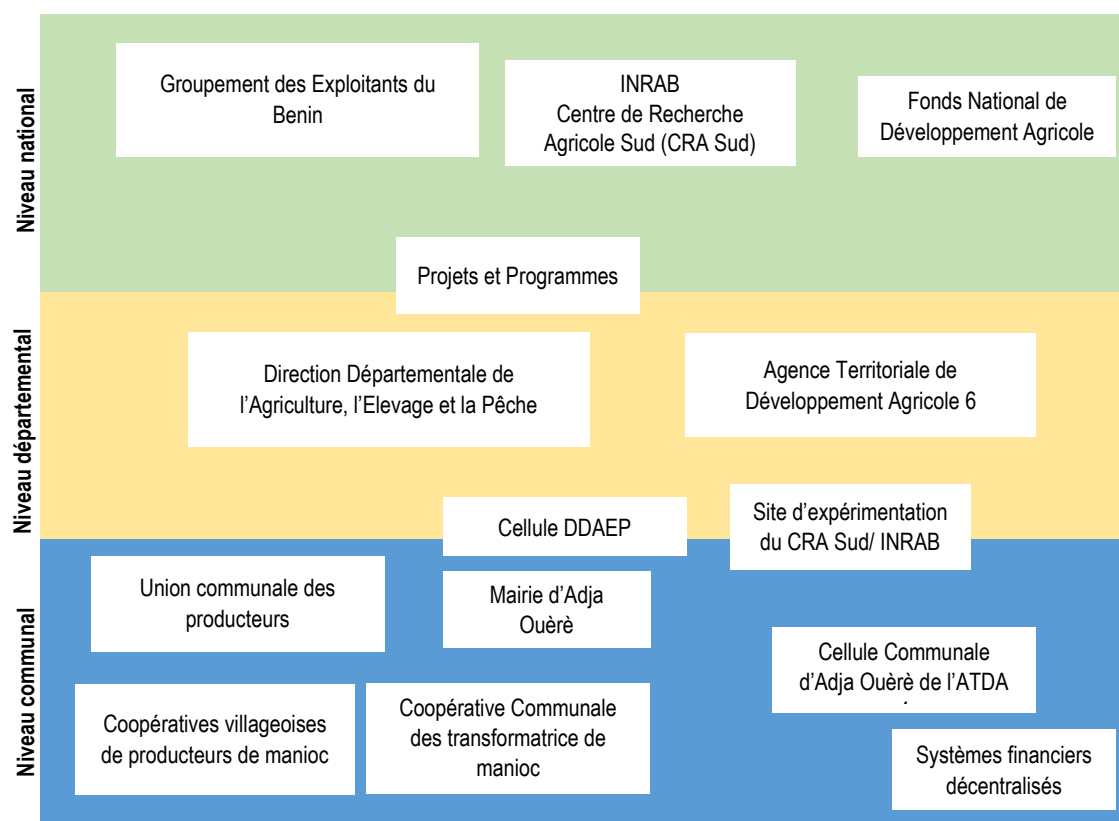 Niveau national
Groupement des Exploitants du
Benin
INRAB
Centre de Recherche
Agricole Sud (CRA Sud)
Fonds National de
Développement Agricole
Projets et Programmes
Niveau départemental
Direction Départementale de
l’Agriculture, l’Elevage et la Pêche
Agence Territoriale de
Développement Agricole 6
Cellule DDAEP
Site d’expérimentation
du CRA Sud/ INRAB
Niveau communal
Union communale des
producteurs
Mairie d’Adja
Ouèrè
Cellule Communale
d’Adja Ouèrè de l’ATDA
Coopératives villageoises
de producteurs de manioc
Coopérative Communale
des transformatrice de
manioc
Systèmes financiers
décentralisés